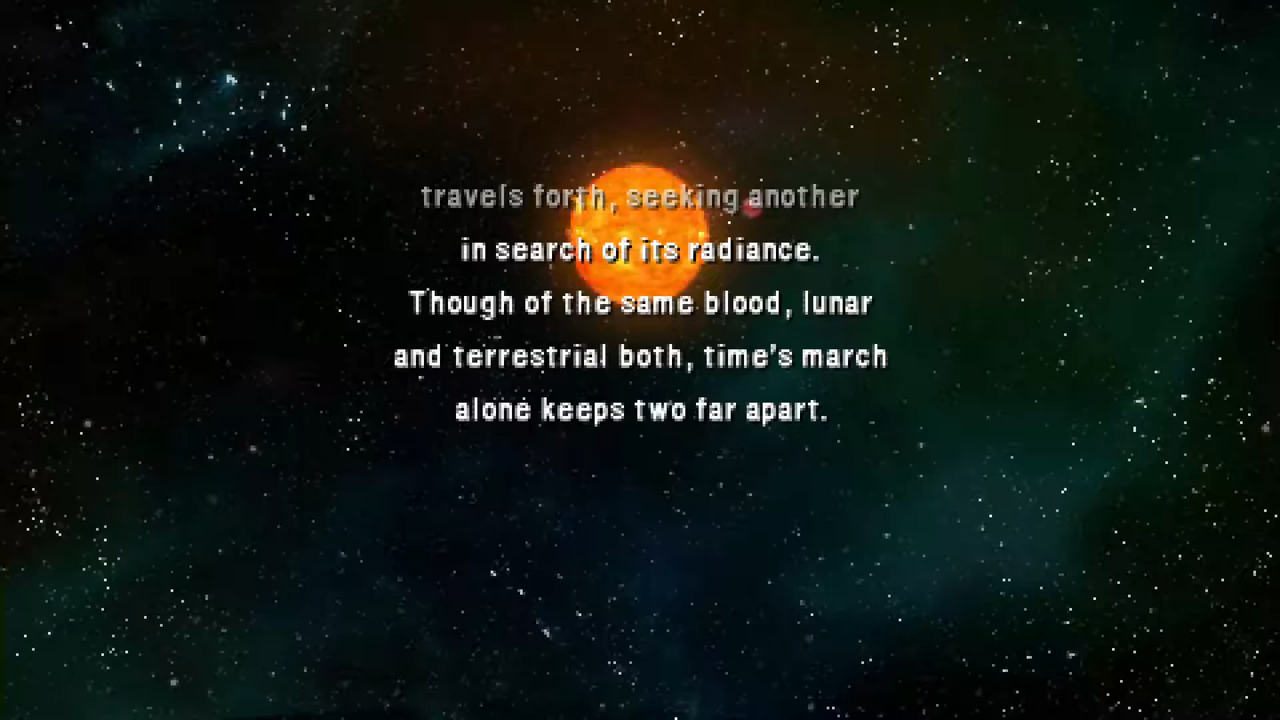 travels forth, seeking another
in search of its radiance.
Though of the same blood, lunar
and terrestrial both, time's march
alone keeps two far apart.